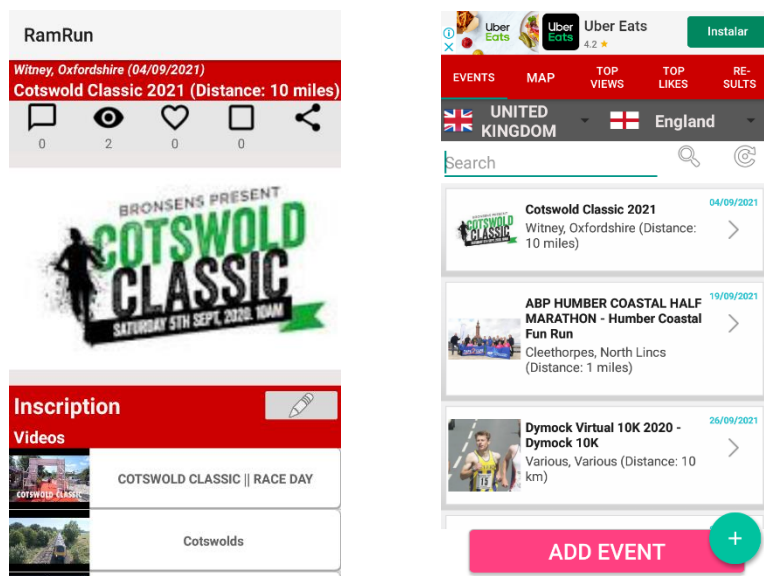 RamRun
Witney, Oxfordshire (04/09/2021)
Cotswold Classic 2021 (Distance: 10 miles)
0
2
0
0
BRONSENS PRESENT
COTSWOLD
CLASSIC
SATURDAY 5TH SEPT, 2020. 10AM
Inscription
Videos
COTSWOLD CLASSIC
COTSWOLD CLASSIC || RACE DAY
Cotswolds
Uber
Eats
Uber
Eats
Uber Eats
4.2 ★
Instalar
EVENTS
MAP
TOP
VIEWS
TOP
LIKES
RE-
SULTS
UNITED
KINGDOM
England
Search
04/09/2021
COTSWOLD
CLASSIC
Cotswold Classic 2021
Witney, Oxfordshire (Distance:
10 miles)
19/09/2021
ABP HUMBER COASTAL HALF
MARATHON - Humber Coastal
Fun Run
Cleethorpes, North Lincs
(Distance: 1 miles)
26/09/2021
15
Dymock Virtual 10K 2020 -
Dymock 10K
Various, Various (Distance: 10
km)
ADD EVENT
+